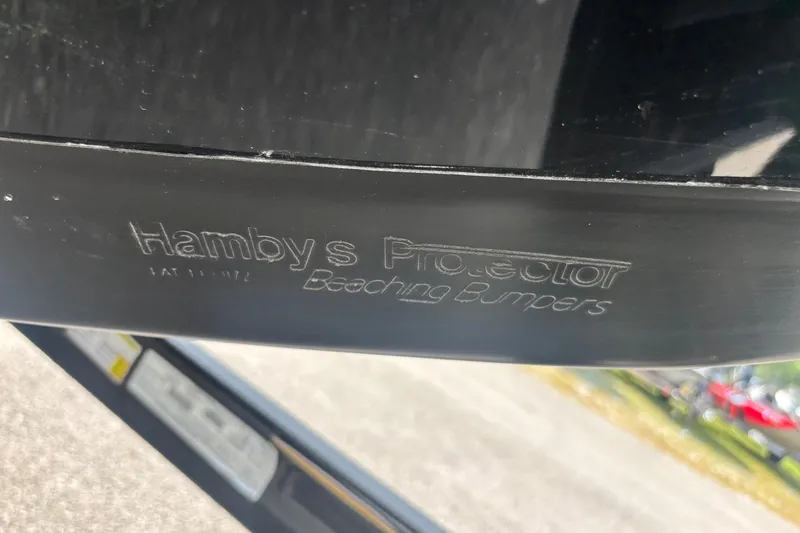 Hamby's Protector
Beaching Bumpers